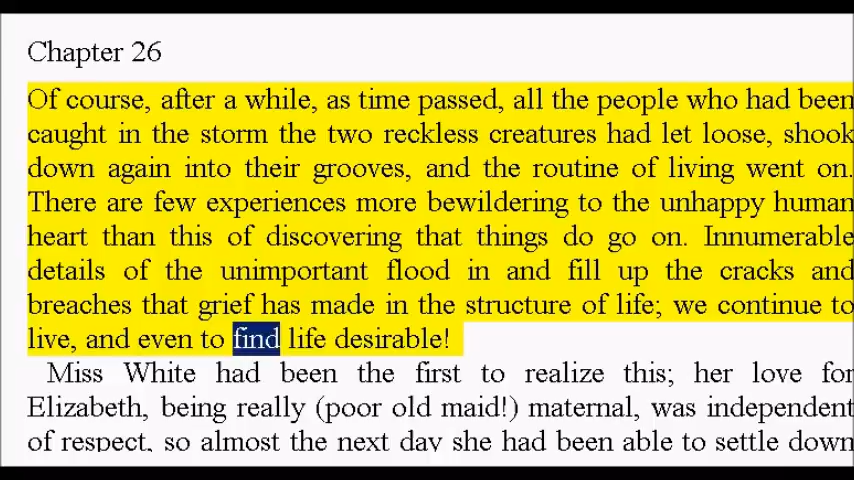 Chapter 26
Of course, after a while, as time passed, all the people who had been
caught in the storm the two reckless creatures had let loose, shook
down again into their grooves, and the routine of living went on.
There are few experiences more bewildering to the unhappy human
heart than this of discovering that things do go on. Innumerable
details of the unimportant flood in and fill up the cracks and
breaches that grief has made in the structure of life; we continue to
live, and even to find life desirable!
Miss White had been the first to realize this; her love for
Elizabeth, being really (poor old maid!) maternal, was independent
of respect, so almost the next day she had been able to settle down